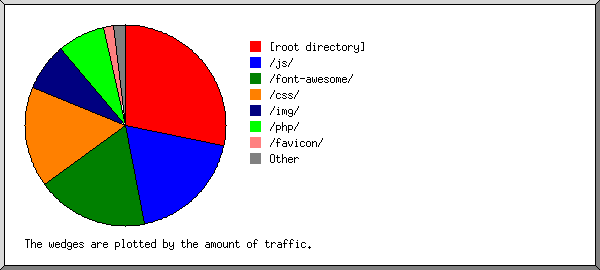 [root directory]
/js/
/font-awesome/
/css/
/img/
/php/
/favicon/
Other
The wedges are plotted by the amount of traffic.